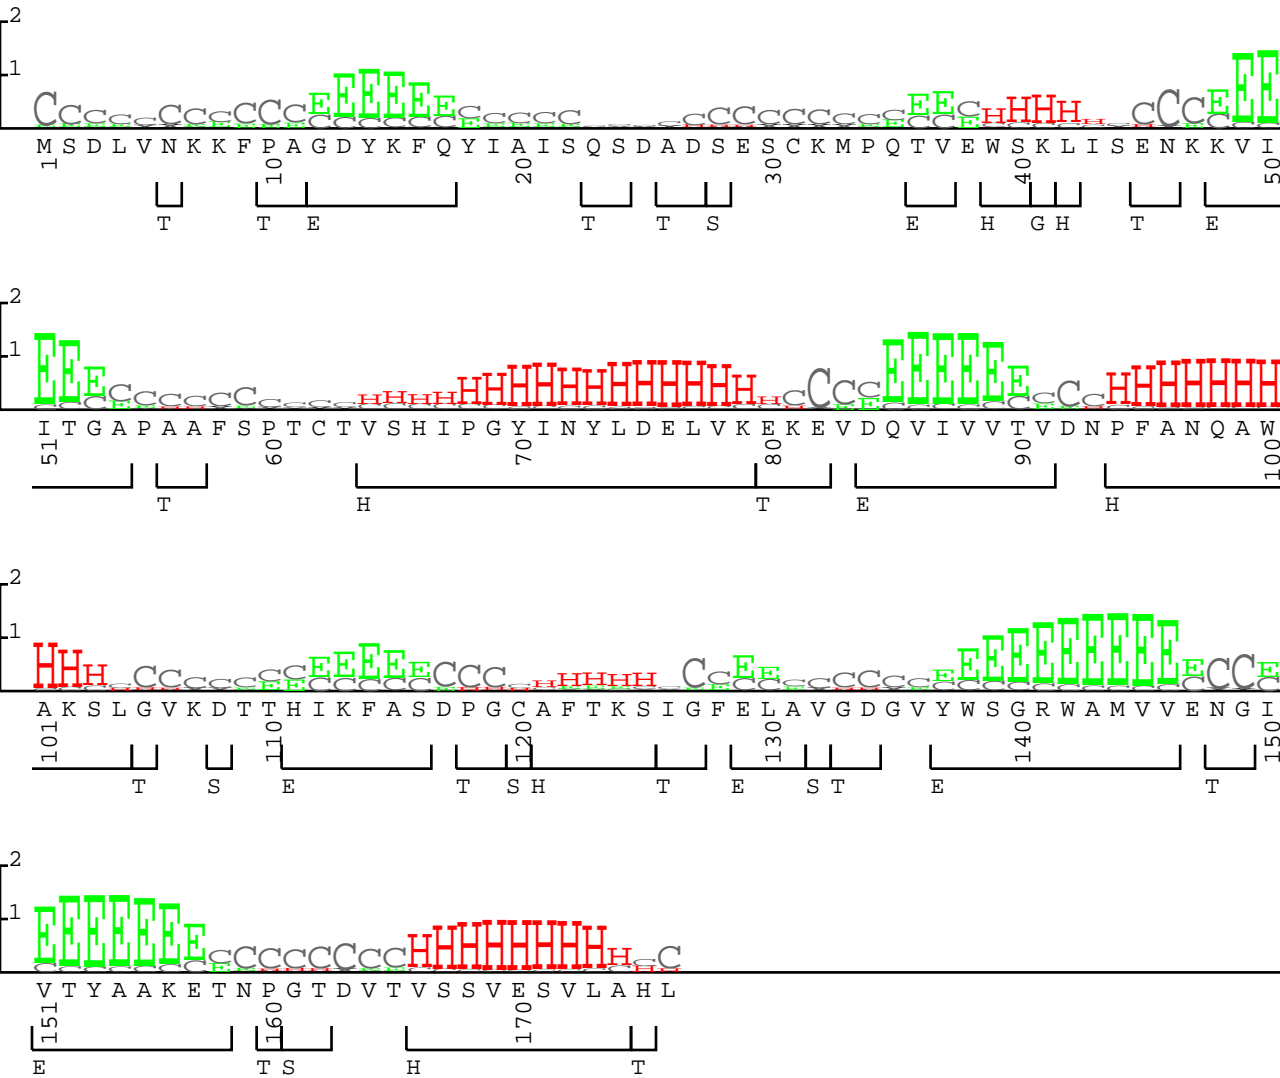 2
1
M S D L V N K K F P A G D Y K F Q Y I A I S Q S D A D S E S C K M P Q T V E W S K L I S E N K K V I
1 10 20 30 40 50
T T E T T S E H G H T E
2
1
I T G A P A A F S P T C T V S H I P G Y I N Y L D E L V K E K E V D Q V I V V T V D N P F A N Q A W
51 60 70 80 90 100
T H T E H
2
1
A K S L G V K D T T H I K F A S D P G C A F T K S I G F E L A V G D G V Y W S G R W A M V V E N G I
101 110 120 130 140 150
T S E T S H T E S T E T
2
1
V T Y A A K E T N P G T D V T V S S V E S V L A H L
151 160 170
E T S H T